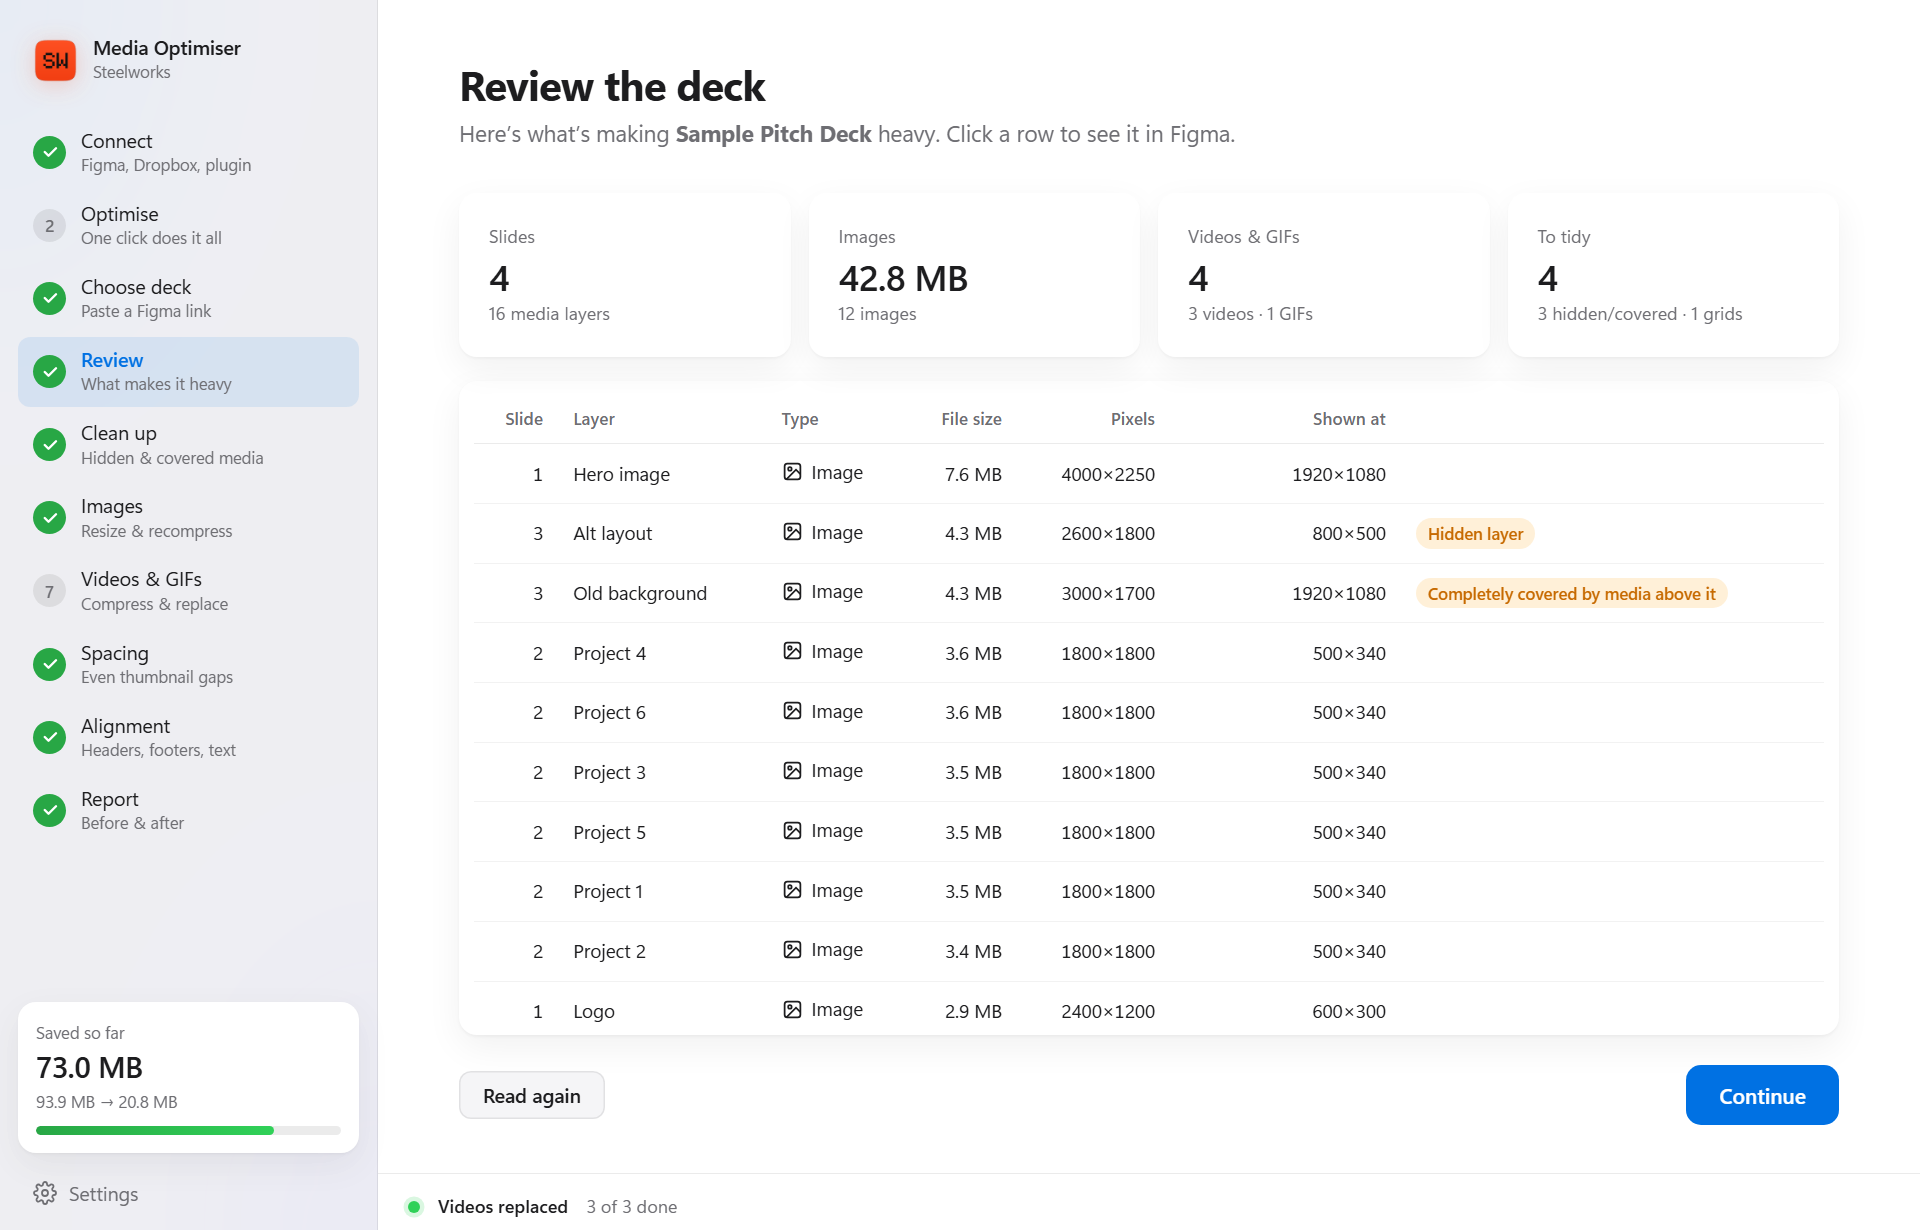 SW
Media Optimiser
Steelworks
Connect
Figma, Dropbox, plugin
2
Optimise
One click does it all
Choose deck
Paste a Figma link
Review
What makes it heavy
Clean up
Hidden & covered media
Images
Resize & recompress
7
Videos & GIFs
Compress & replace
Spacing
Even thumbnail gaps
Alignment
Headers, footers, text
Report
Before & after
Saved so far
73.0 MB
93.9 MB → 20.8 MB
Settings
Review the deck
Here’s what’s making Sample Pitch Deck heavy. Click a row to see it in Figma.
Slides
4
16 media layers
Images
42.8 MB
12 images
Videos & GIFs
4
3 videos · 1 GIFs
To tidy
4
3 hidden/covered · 1 grids
Slide Layer Type File size Pixels Shown at
1 Hero image Image 7.6 MB 4000×2250 1920×1080
3 Alt layout Image 4.3 MB 2600×1800 800×500 Hidden layer
3 Old background Image 4.3 MB 3000×1700 1920×1080 Completely covered by media above it
2 Project 4 Image 3.6 MB 1800×1800 500×340
2 Project 6 Image 3.6 MB 1800×1800 500×340
2 Project 3 Image 3.5 MB 1800×1800 500×340
2 Project 5 Image 3.5 MB 1800×1800 500×340
2 Project 1 Image 3.5 MB 1800×1800 500×340
2 Project 2 Image 3.4 MB 1800×1800 500×340
1 Logo Image 2.9 MB 2400×1200 600×300
Read again
Continue
Videos replaced 3 of 3 done